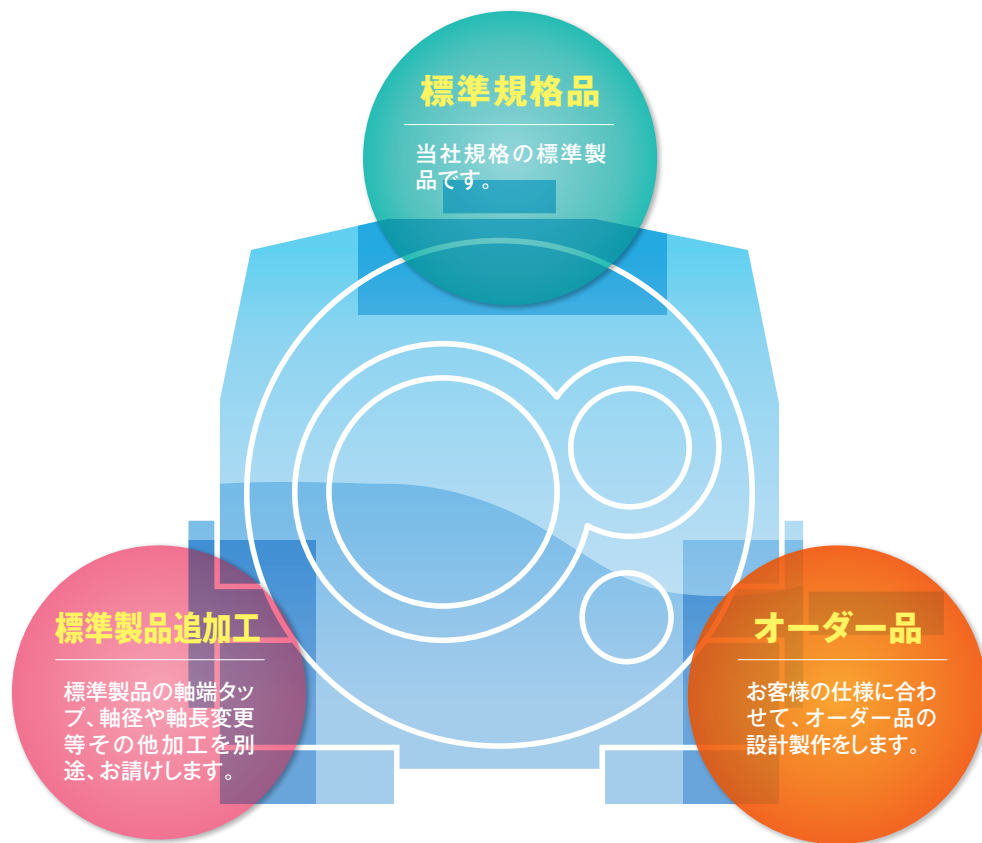 標準規格品
当社規格の標準製
品です。
標準製品追加工
標準製品の軸端タッ
プ、軸径や軸長変更
等その他加工を別
途、お請けします。
オーダー品
お客様の仕様に合わ
せて、オーダー品の
設計製作をします。